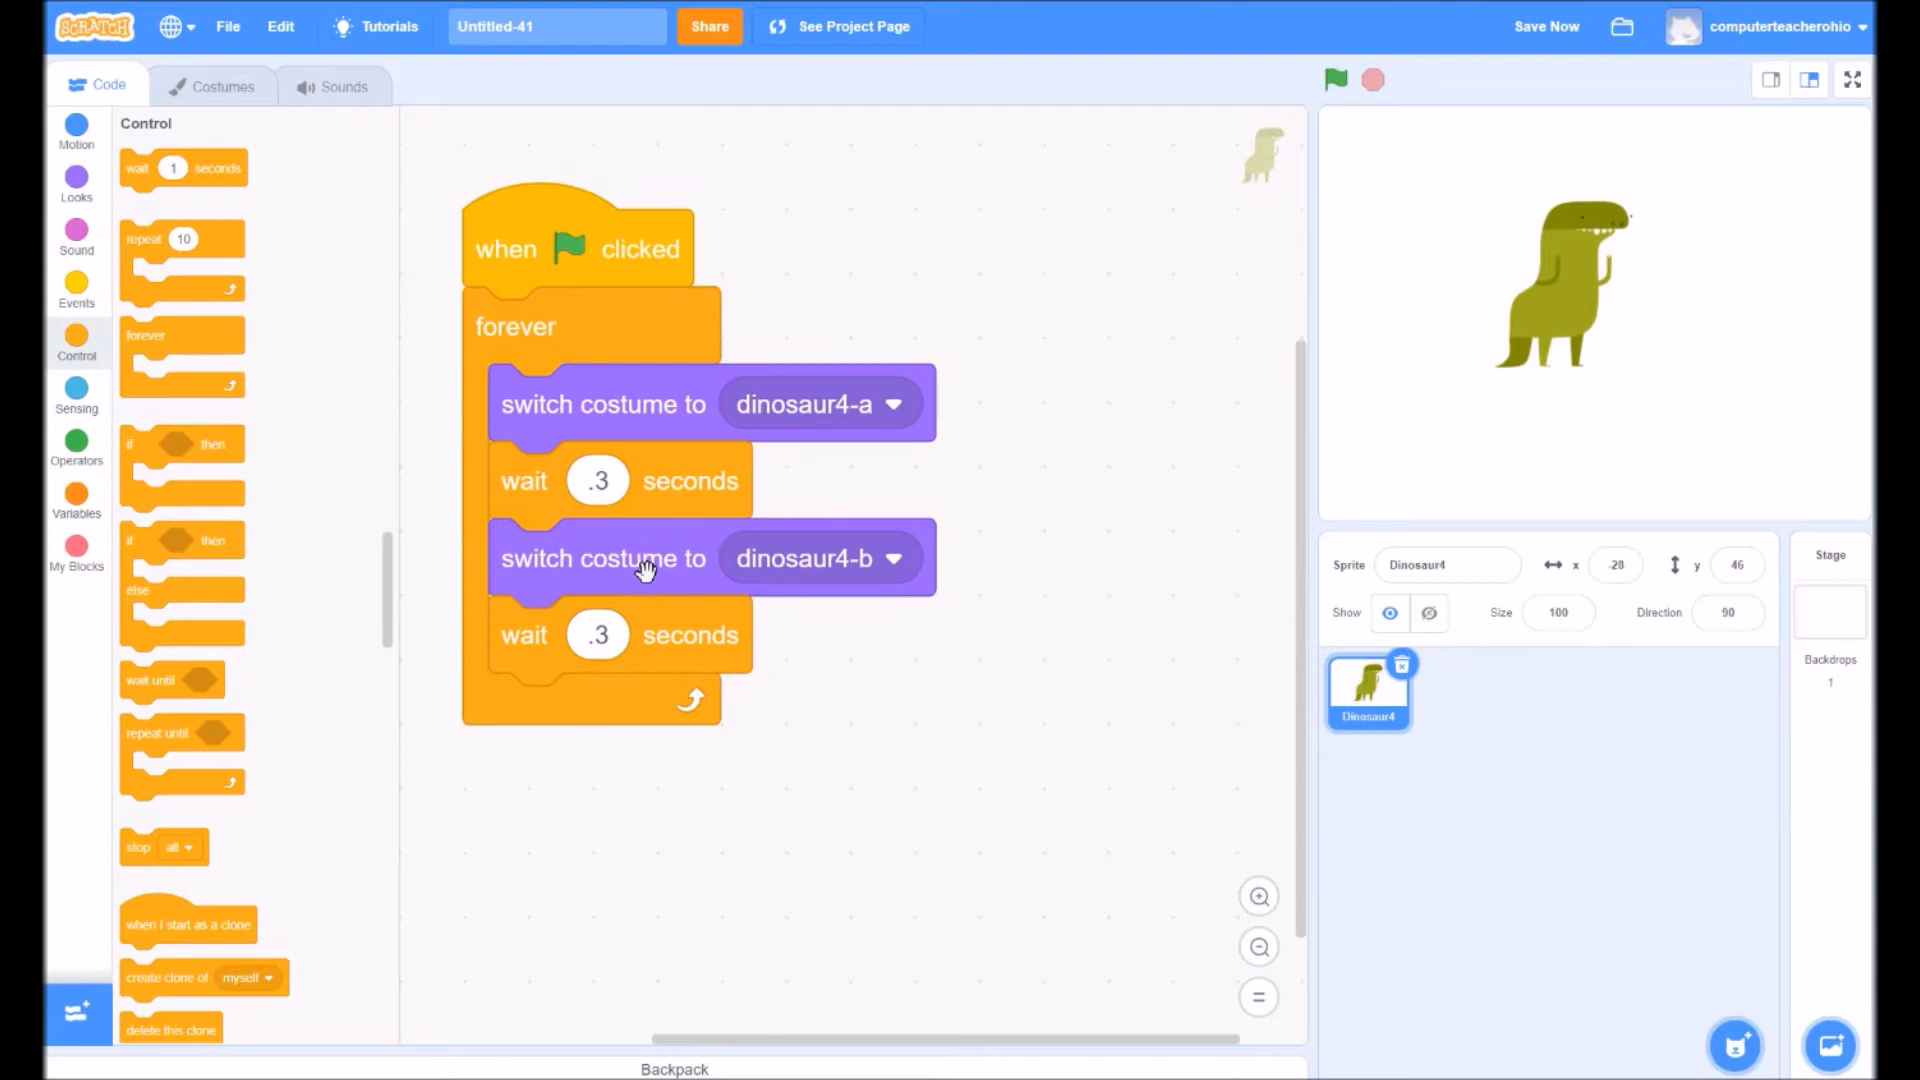 SCRATCH
File
Edit
Tutorials
Untitled-41
Share
See Project Page
Save Now
computerteacherohio
Code
Costumes
Sounds
Motion
Looks
Sound
Events
Control
Sensing
Operators
Variables
My Blocks
Control
wait 1 seconds
repeat 10
forever
if then
if then
else
wait until
repeat until
stop all
when I start as a clone
create clone of myself
delete this clone
when clicked
forever
switch costume to dinosaur4-a
wait .3 seconds
switch costume to dinosaur4-b
wait .3 seconds
Backpack
Sprite Dinosaur4 x -28 y 46
Show Size 100 Direction 90
Dinosaur4
Stage
Backdrops
1